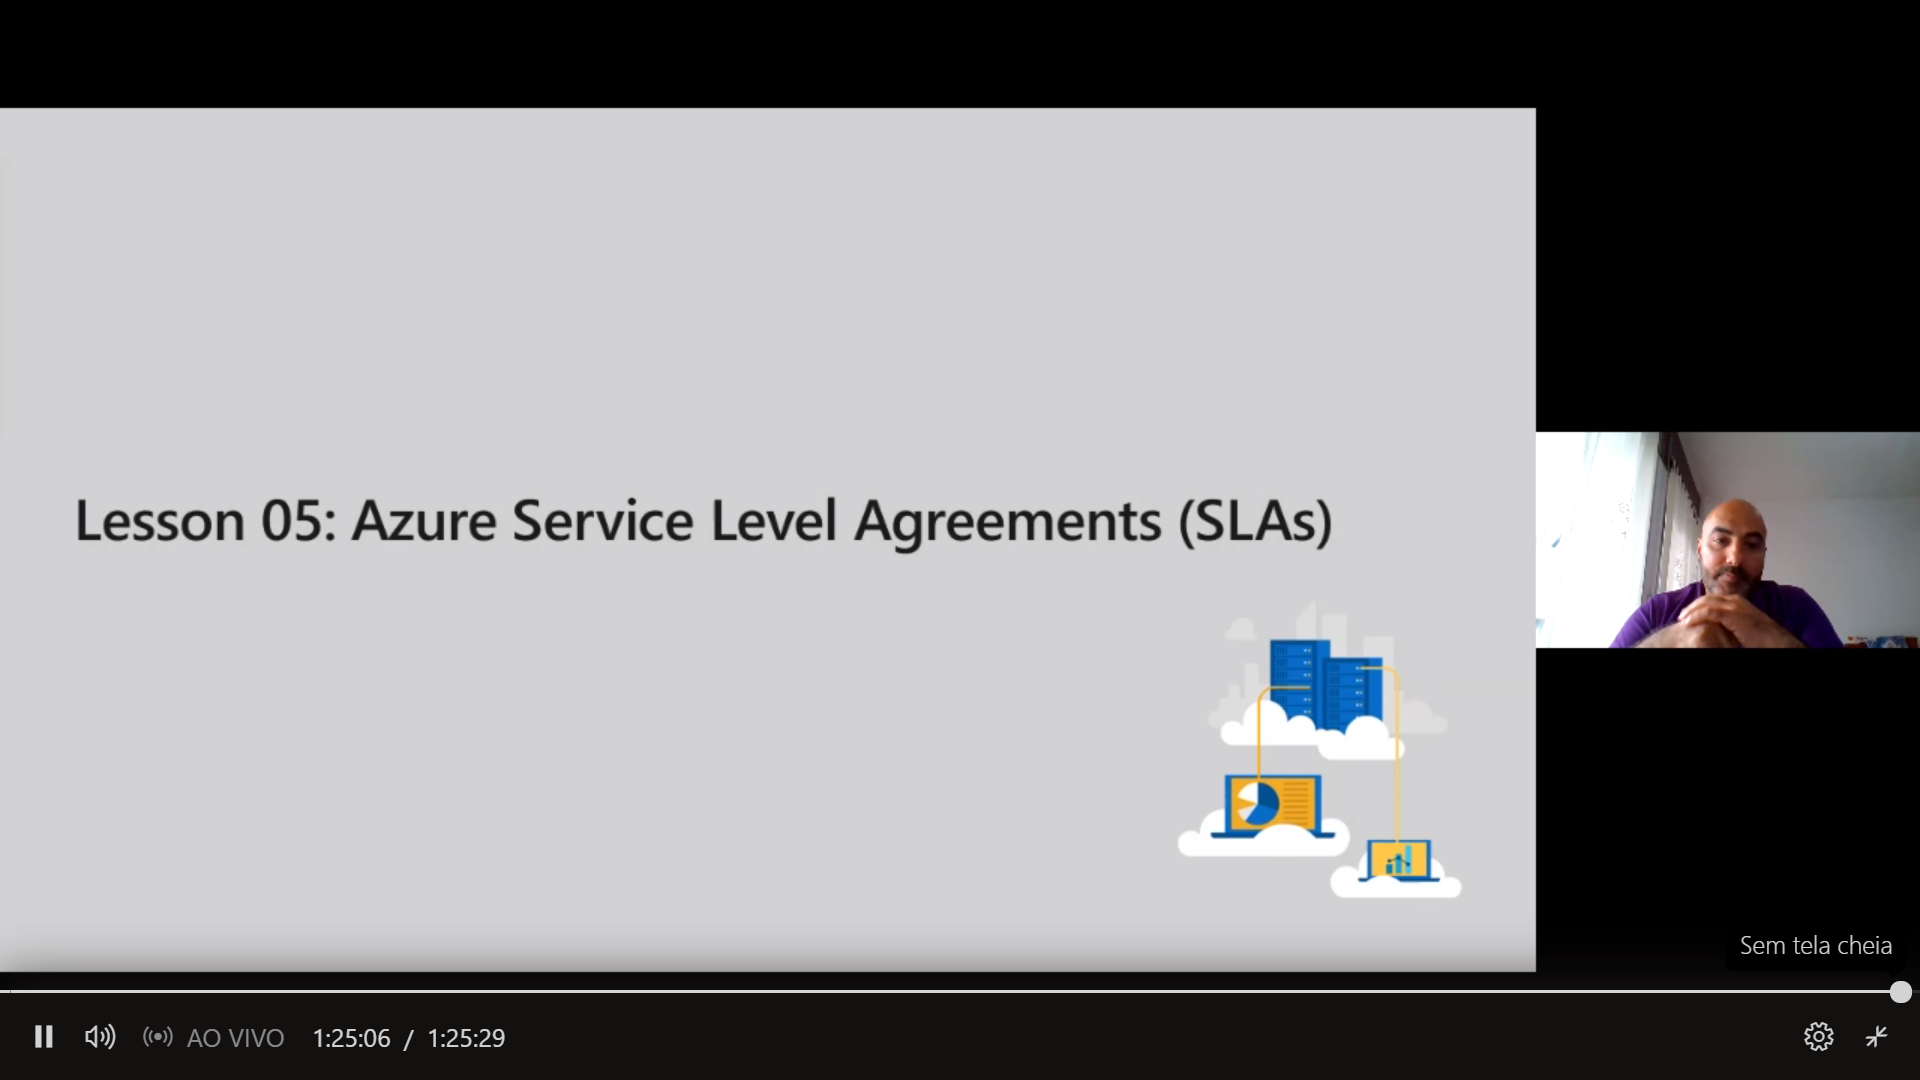 Lesson 05: Azure Service Level Agreements (SLAs)
Sem tela cheia
AO VIVO 1:25:06 / 1:25:29